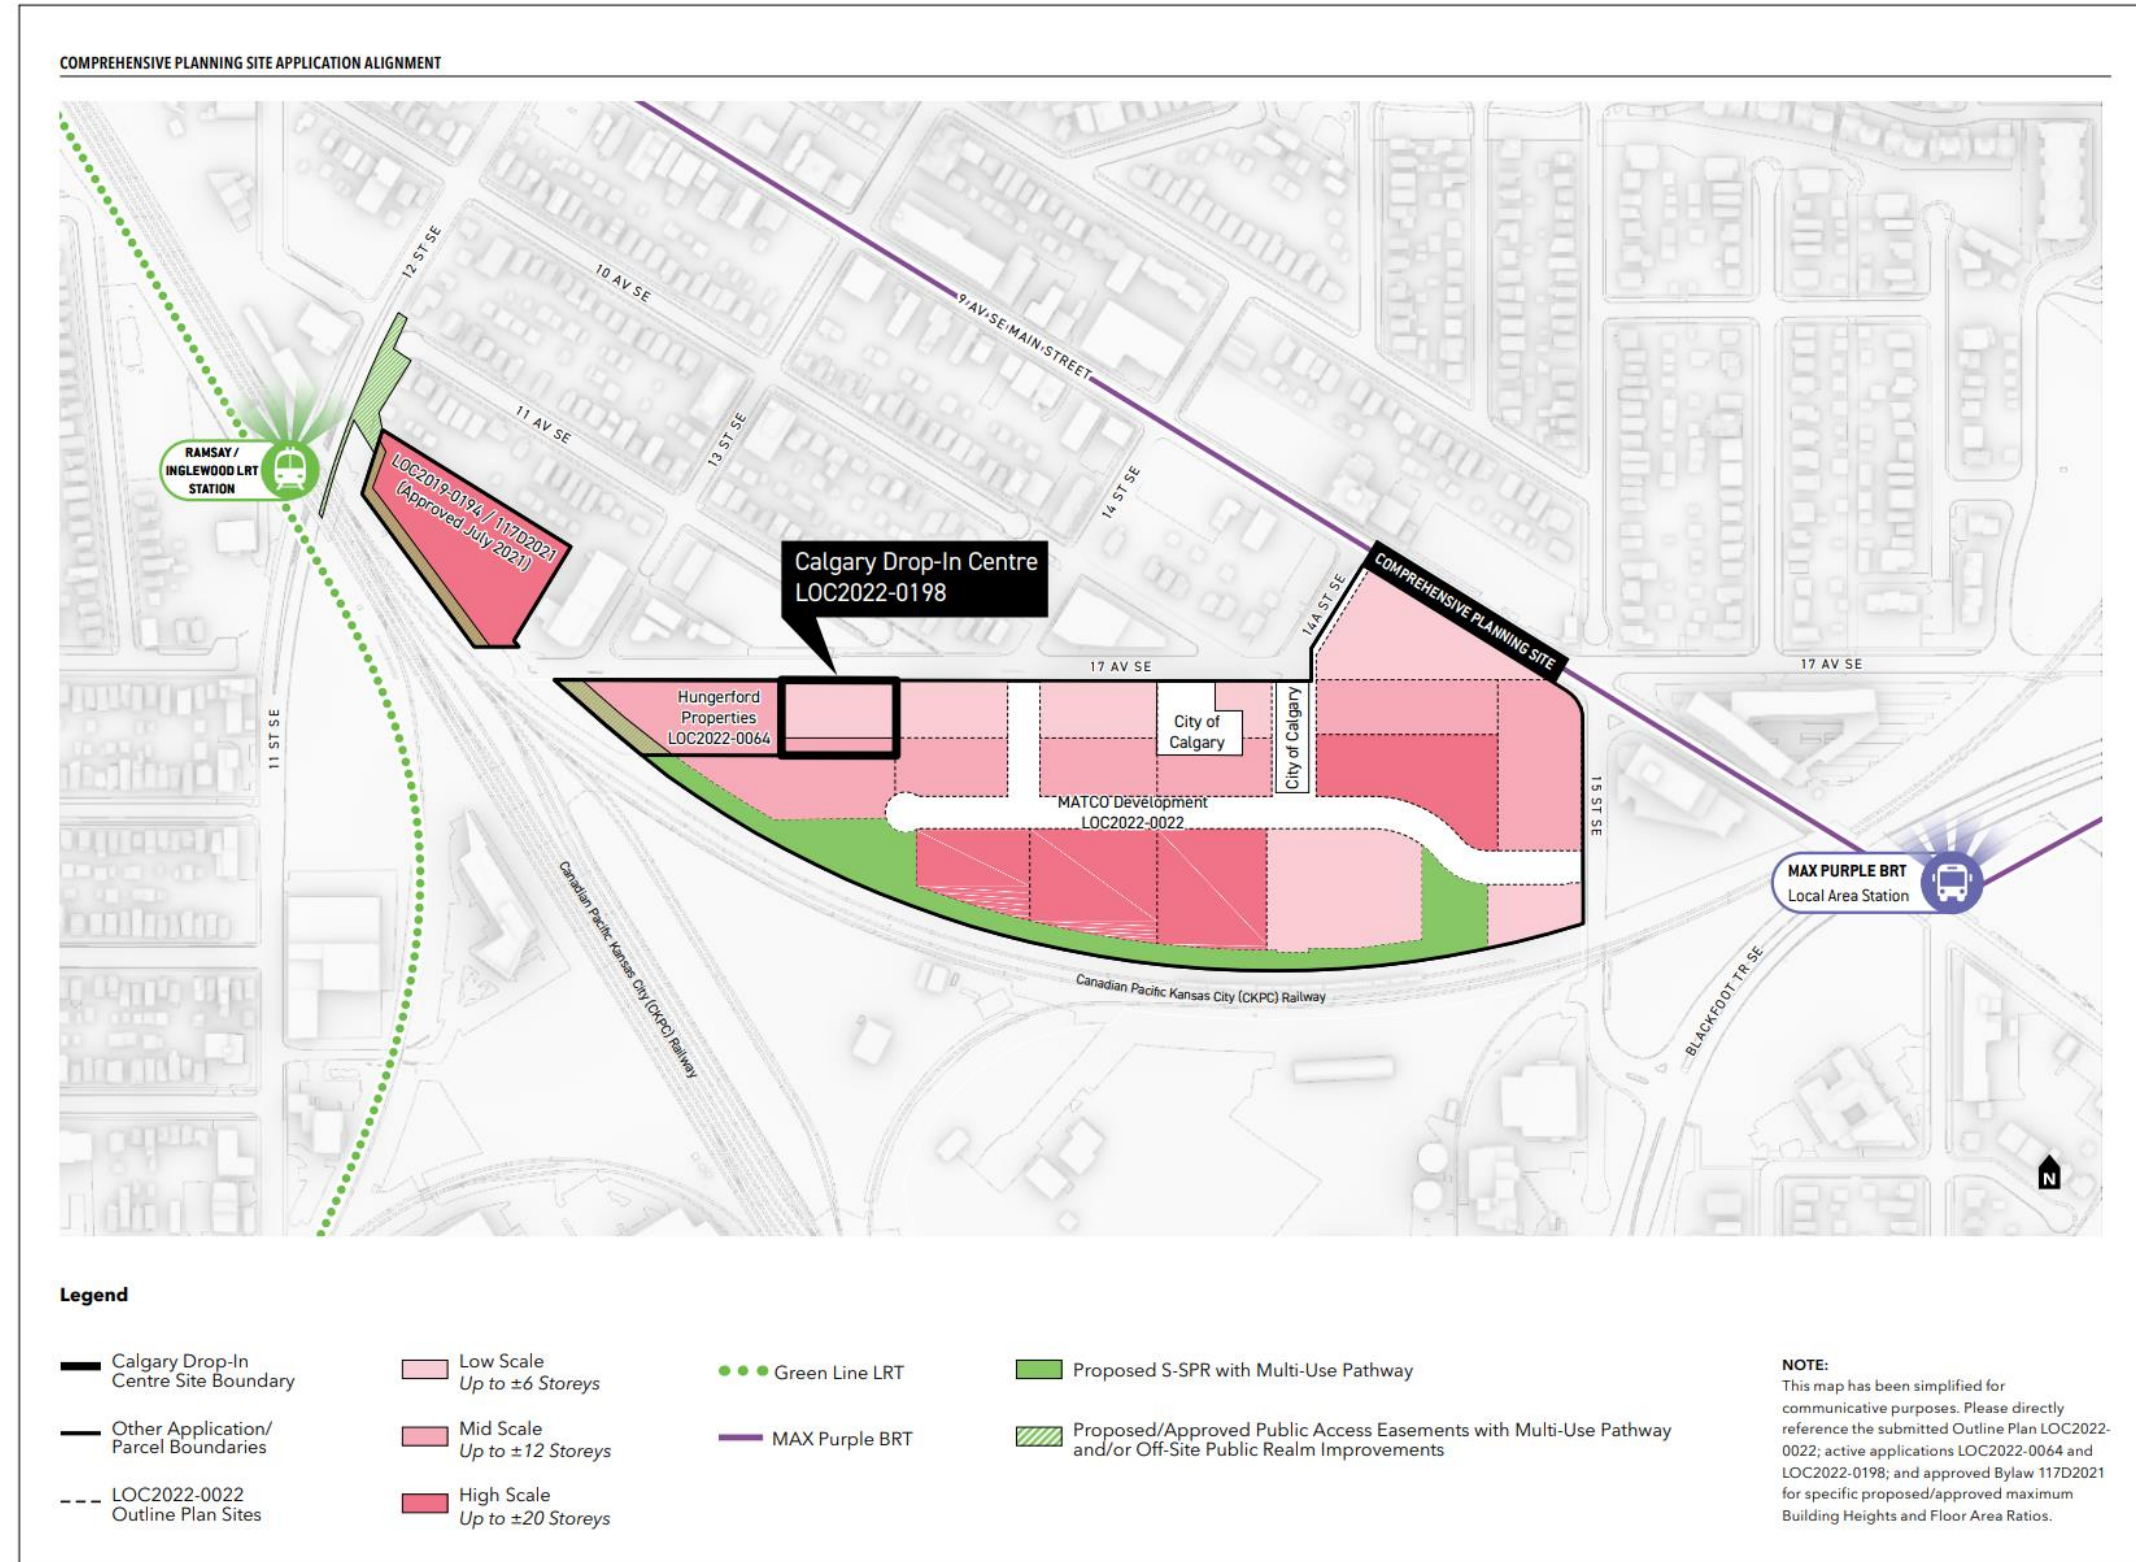 COMPREHENSIVE PLANNING SITE APPLICATION ALIGNMENT
12 ST SE
10 AV SE
9 AV SE MAIN STREET
11 AV SE
13 ST SE
14 ST SE
RAMSAY /
INGLEWOOD LRT
STATION
LOC2019-0194 / 117D2021
(Approved July 2021)
Calgary Drop-In Centre
LOC2022-0198
14A ST SE
COMPREHENSIVE PLANNING SITE
17 AV SE
17 AV SE
11 ST SE
Hungerford
Properties
LOC2022-0064
City of
Calgary
City of Calgary
MATCO Development
LOC2022-0022
15 ST SE
MAX PURPLE BRT
Local Area Station
Canadian Pacific Kansas City (CKPC) Railway
Canadian Pacific Kansas City (CKPC) Railway
BLACKFOOT TR SE
N
Legend
Calgary Drop-In
Centre Site Boundary
Other Application/
Parcel Boundaries
LOC2022-0022
Outline Plan Sites
Low Scale
Up to ±6 Storeys
Mid Scale
Up to ±12 Storeys
High Scale
Up to ±20 Storeys
Green Line LRT
MAX Purple BRT
Proposed S-SPR with Multi-Use Pathway
Proposed/Approved Public Access Easements with Multi-Use Pathway
and/or Off-Site Public Realm Improvements
NOTE:
This map has been simplified for
communicative purposes. Please directly
reference the submitted Outline Plan LOC2022-
0022; active applications LOC2022-0064 and
LOC2022-0198; and approved Bylaw 117D2021
for specific proposed/approved maximum
Building Heights and Floor Area Ratios.